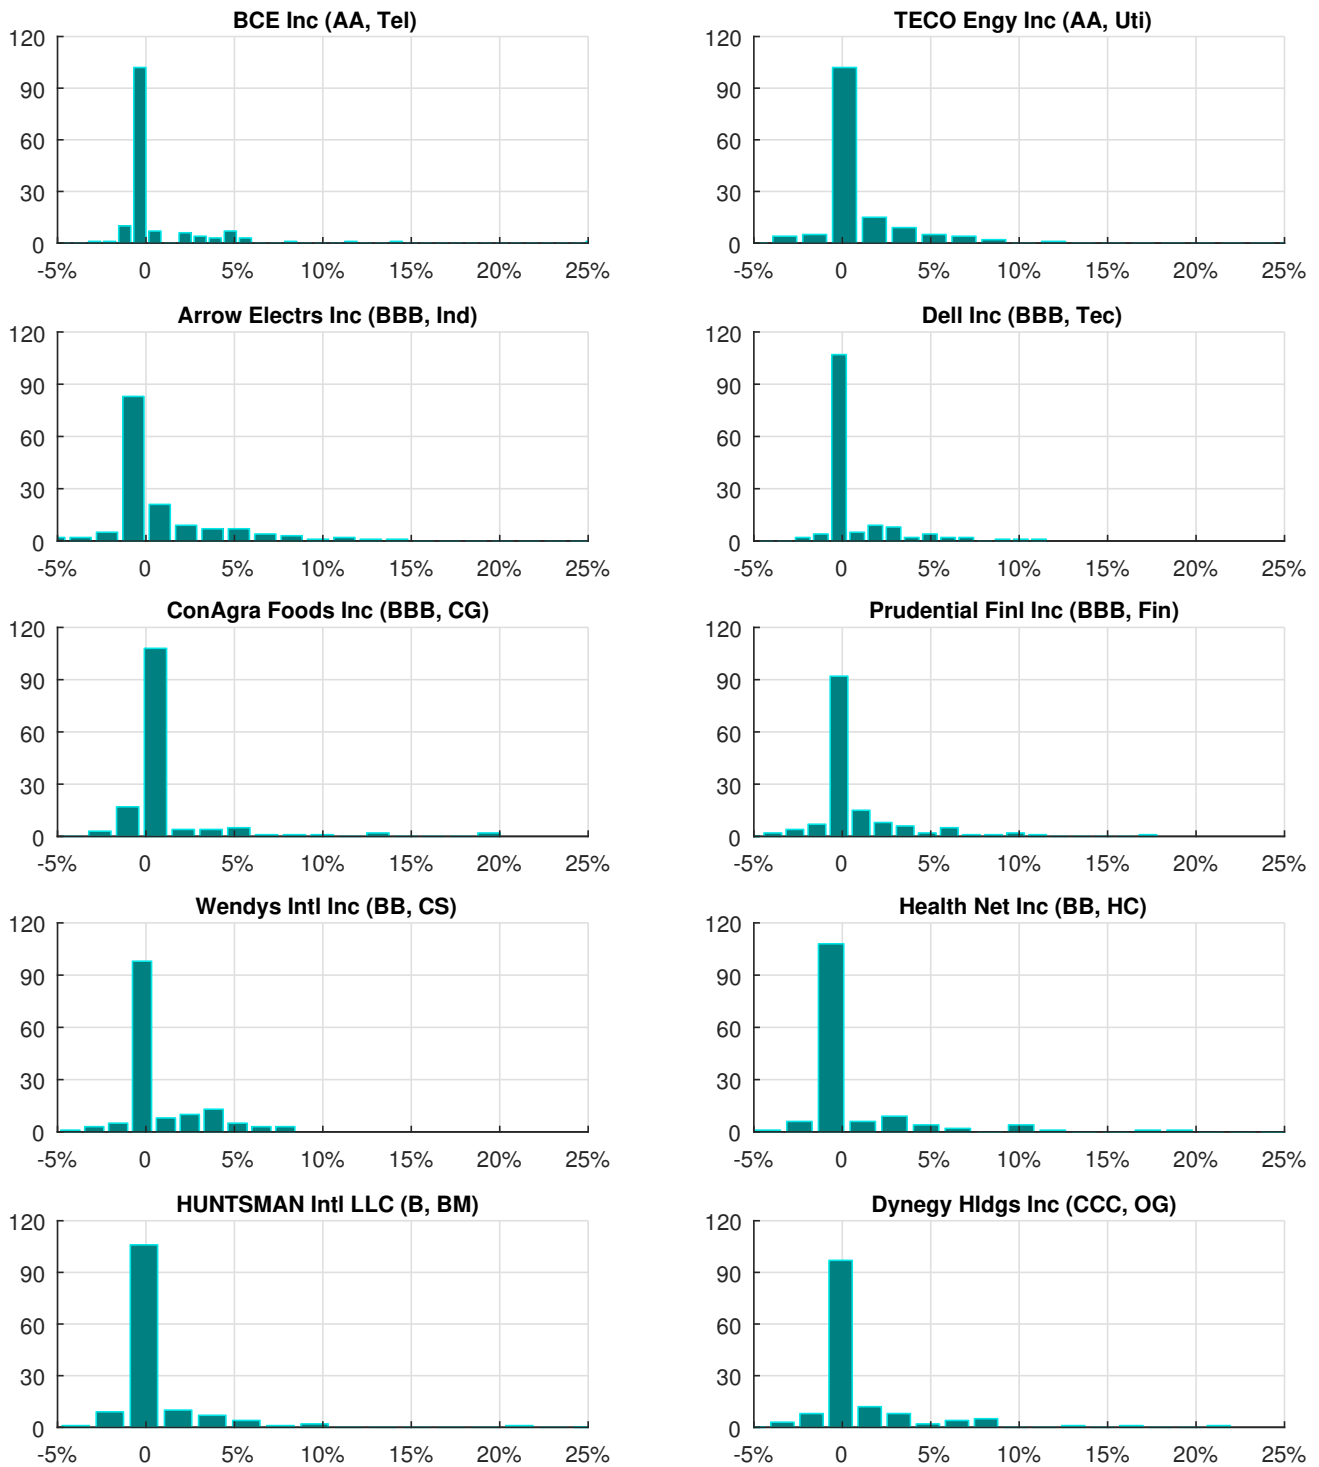 BCE Inc (AA, Tel)
120
90
60
30
0
-5% 0 5% 10% 15% 20% 25%
TECO Engy Inc (AA, Uti)
120
90
60
30
0
-5% 0 5% 10% 15% 20% 25%
Arrow Electrs Inc (BBB, Ind)
120
90
60
30
0
-5% 0 5% 10% 15% 20% 25%
Dell Inc (BBB, Tec)
120
90
60
30
0
-5% 0 5% 10% 15% 20% 25%
ConAgra Foods Inc (BBB, CG)
120
90
60
30
0
-5% 0 5% 10% 15% 20% 25%
Prudential Finl Inc (BBB, Fin)
120
90
60
30
0
-5% 0 5% 10% 15% 20% 25%
Wendys Intl Inc (BB, CS)
120
90
60
30
0
-5% 0 5% 10% 15% 20% 25%
Health Net Inc (BB, HC)
120
90
60
30
0
-5% 0 5% 10% 15% 20% 25%
HUNTSMAN Intl LLC (B, BM)
120
90
60
30
0
-5% 0 5% 10% 15% 20% 25%
Dynegy Hldgs Inc (CCC, OG)
120
90
60
30
0
-5% 0 5% 10% 15% 20% 25%